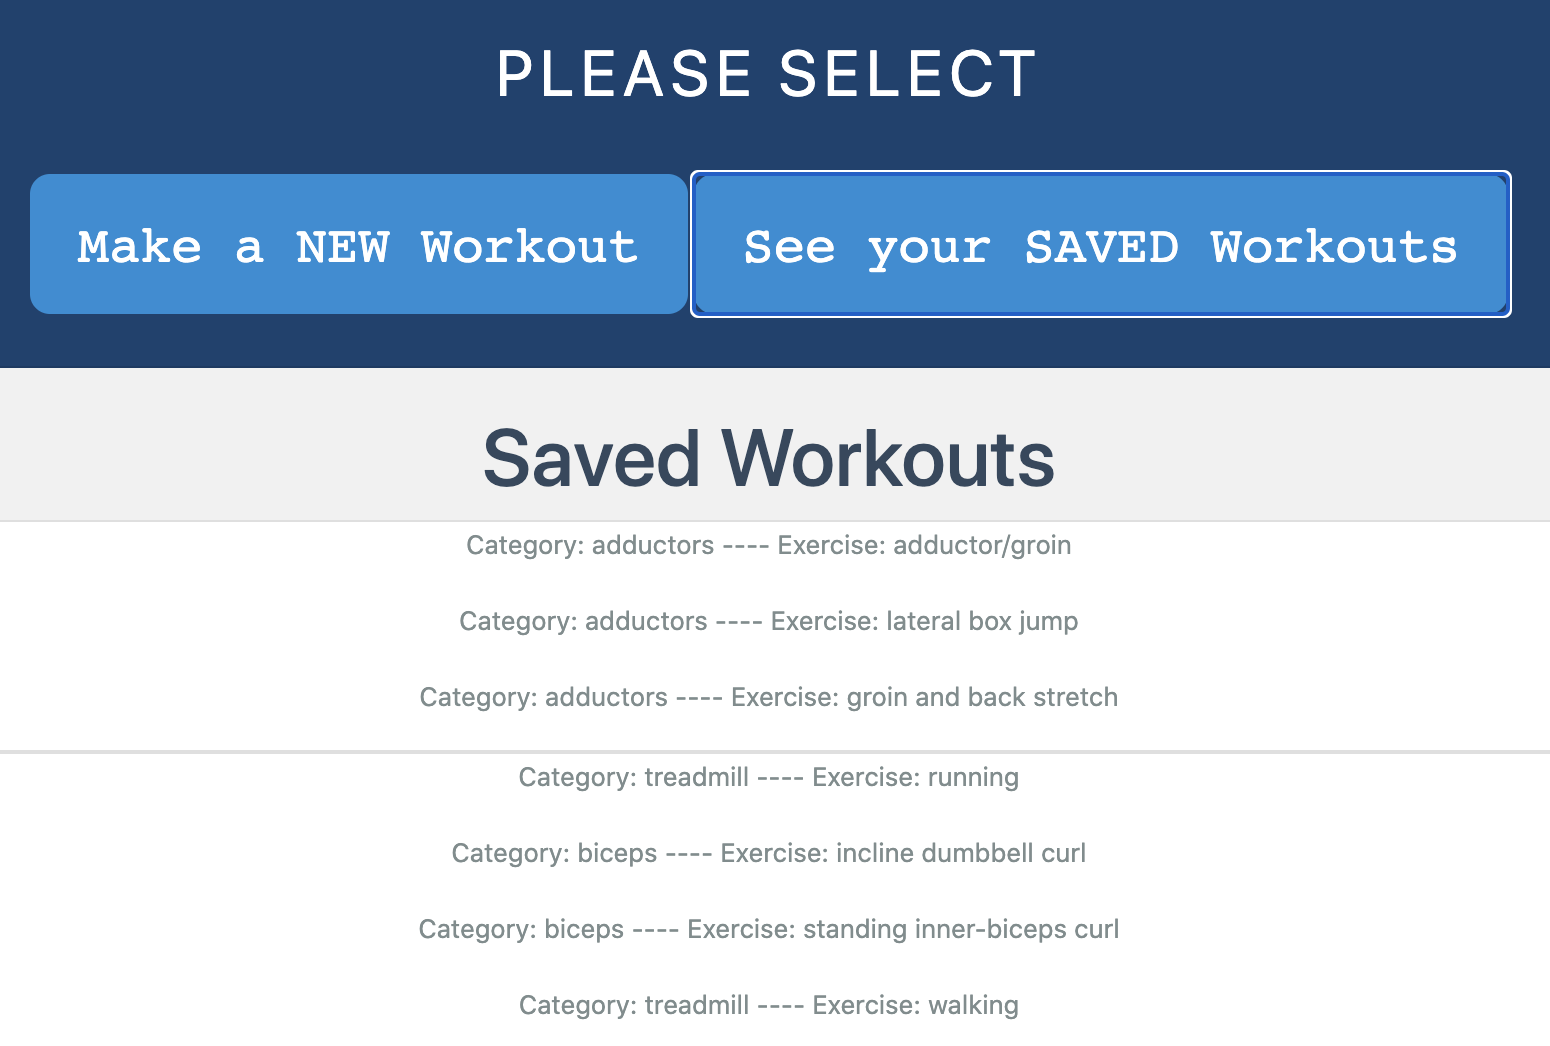 PLEASE SELECT
Make a NEW Workout
See your SAVED Workouts
Saved Workouts
Category: adductors ---- Exercise: adductor/groin
Category: adductors ---- Exercise: lateral box jump
Category: adductors ---- Exercise: groin and back stretch
Category: treadmill ---- Exercise: running
Category: biceps ---- Exercise: incline dumbbell curl
Category: biceps ---- Exercise: standing inner-biceps curl
Category: treadmill ---- Exercise: walking